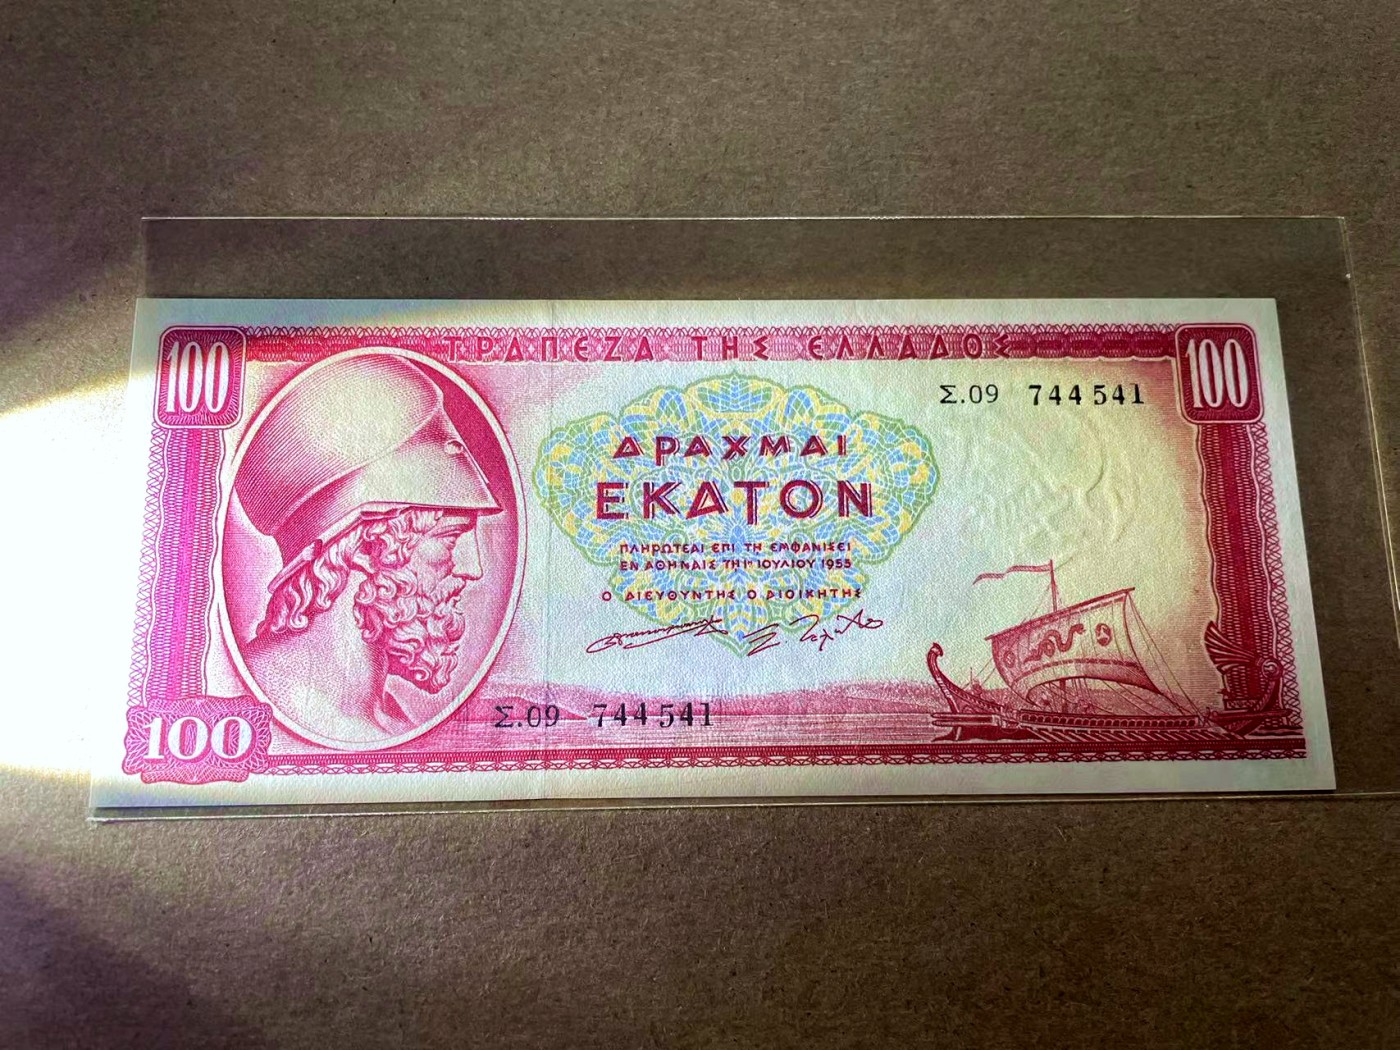 100
ΤΡΑΠΕΖΑ ΤΗΣ ΕΛΛΑΔΟΣ
100
Σ.09 744541
ΔΡΑΧΜΑΙ
ΕΚΑΤΟΝ
ΠΛΗΡΩΤΕΑΙ ΕΠΙ ΤΗ ΕΜΦΑΝΙΣΕΙ
ΕΝ ΑΘΗΝΑΙΣ ΤΗ 1η ΙΟΥΛΙΟΥ 1955
Ο ΔΙΕΥΘΥΝΤΗΣ Ο ΔΙΟΙΚΗΤΗΣ
Σ.09 744541
100